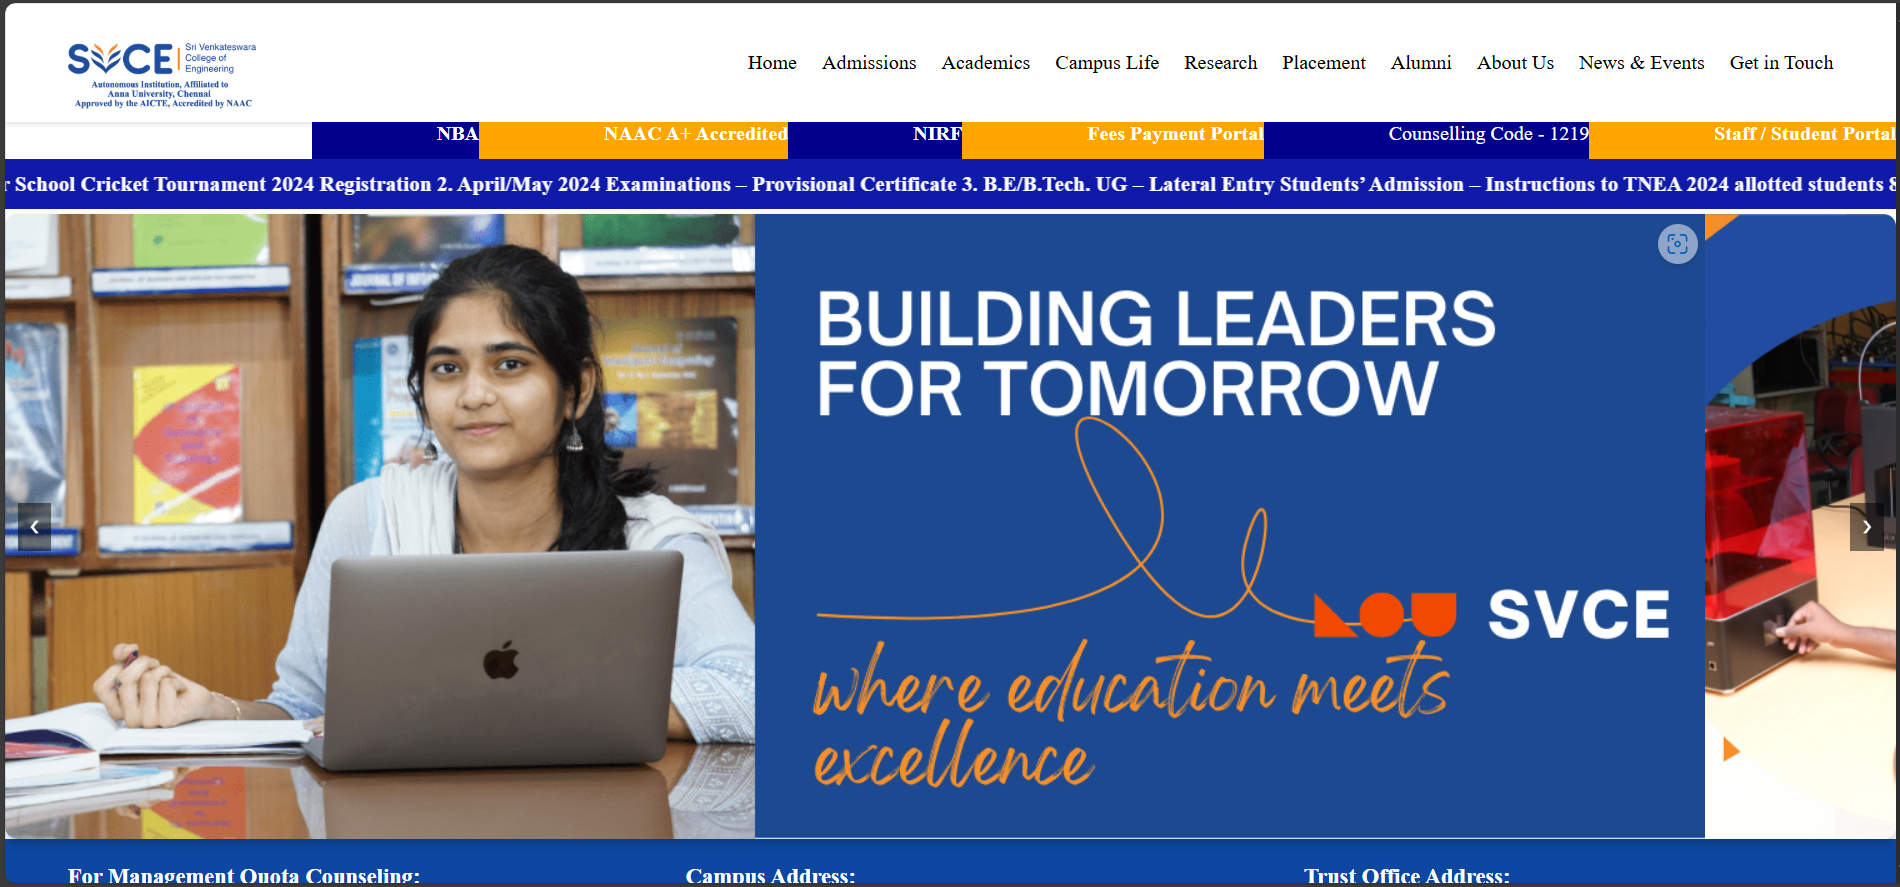 SVCE
Sri Venkateswara
College of
Engineering
Autonomous Institution, Affiliated to
Anna University, Chennai
Approved by the AICTE, Accredited by NAAC
Home Admissions Academics Campus Life Research Placement Alumni About Us News & Events Get in Touch
NBA NAAC A+ Accredited NIRF Fees Payment Portal Counselling Code - 1219 Staff / Student Portal
r School Cricket Tournament 2024 Registration 2. April/May 2024 Examinations – Provisional Certificate 3. B.E/B.Tech. UG – Lateral Entry Students’ Admission – Instructions to TNEA 2024 allotted students &
JOURNAL OF
BUILDING LEADERS
FOR TOMORROW
SVCE
where education meets
excellence
For Management Quota Counseling: Campus Address: Trust Office Address: